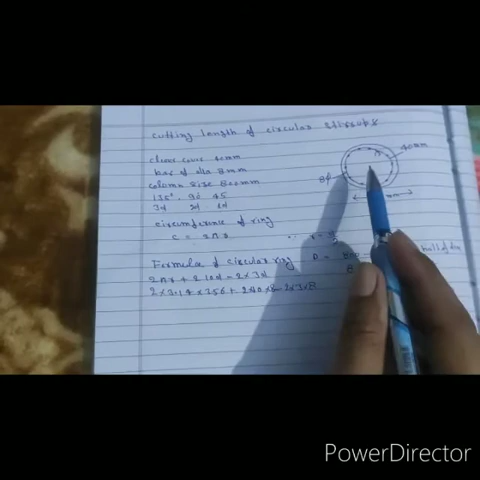 Cutting length of circular stirrups
clear cover 40mm 40mm
bar of dia 8mm
column size 800mm 8φ
135° 90 45
3d 2d 1d
circumference of ring
C = 2πr ∴ r =
Formula of circular ring D =
2πr + 2 10d - 2×3d
2×3.14×356 + 2×10×8 - 2×3×8
PowerDirector